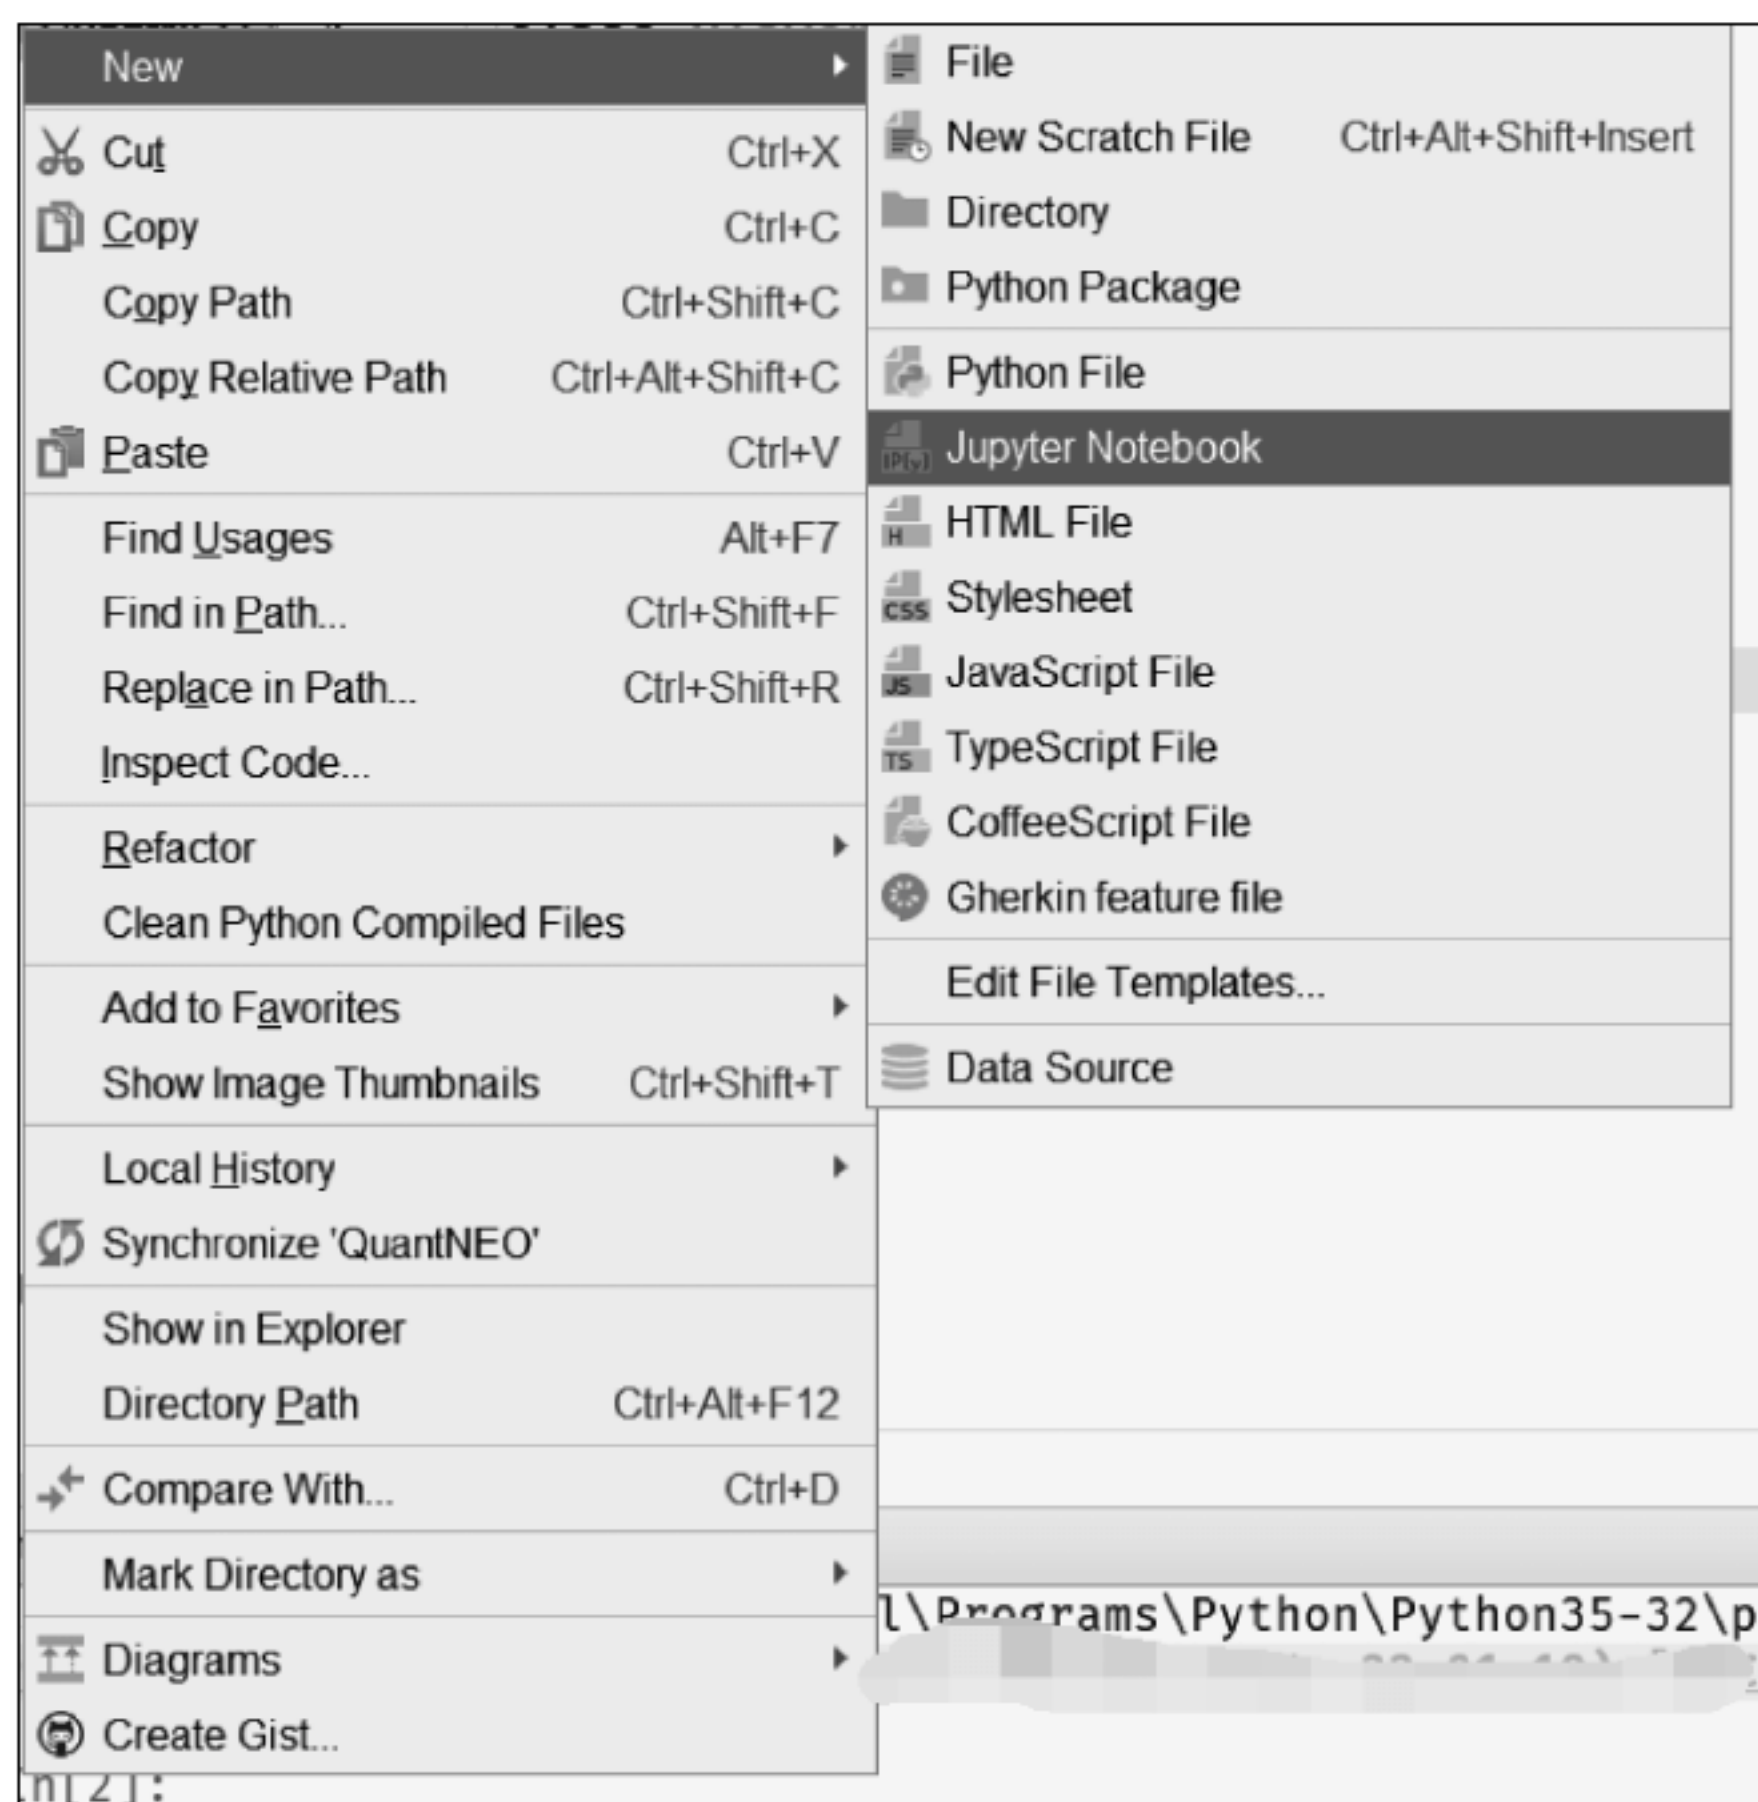 New
Cut Ctrl+X
Copy Ctrl+C
Copy Path Ctrl+Shift+C
Copy Relative Path Ctrl+Alt+Shift+C
Paste Ctrl+V
Find Usages Alt+F7
Find in Path... Ctrl+Shift+F
Replace in Path... Ctrl+Shift+R
Inspect Code...
Refactor
Clean Python Compiled Files
Add to Favorites
Show Image Thumbnails Ctrl+Shift+T
Local History
Synchronize 'QuantNEO'
Show in Explorer
Directory Path Ctrl+Alt+F12
Compare With... Ctrl+D
Mark Directory as
Diagrams
Create Gist...
File
New Scratch File Ctrl+Alt+Shift+Insert
Directory
Python Package
Python File
IP[y] Jupyter Notebook
H HTML File
CSS Stylesheet
JS JavaScript File
TS TypeScript File
CoffeeScript File
Gherkin feature file
Edit File Templates...
Data Source
l\Programs\Python\Python35-32\p
n[2]: